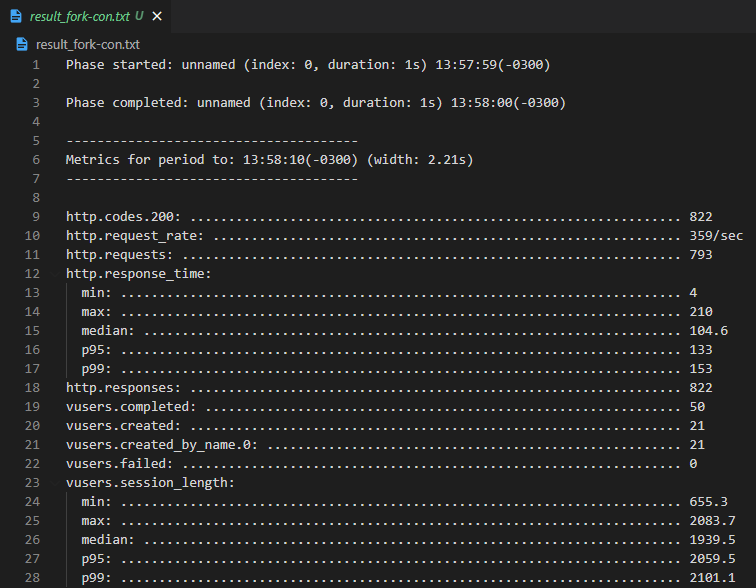 result_fork-con.txt U ✕
result_fork-con.txt
1 Phase started: unnamed (index: 0, duration: 1s) 13:57:59(-0300)
2
3 Phase completed: unnamed (index: 0, duration: 1s) 13:58:00(-0300)
4
5 --------------------------------------
6 Metrics for period to: 13:58:10(-0300) (width: 2.21s)
7 --------------------------------------
8
9 http.codes.200: ................................................................ 822
10 http.request_rate: ............................................................. 359/sec
11 http.requests: ................................................................. 793
12 http.response_time:
13 min: ......................................................................... 4
14 max: ......................................................................... 210
15 median: ...................................................................... 104.6
16 p95: ......................................................................... 133
17 p99: ......................................................................... 153
18 http.responses: ................................................................ 822
19 vusers.completed: .............................................................. 50
20 vusers.created: ................................................................ 21
21 vusers.created_by_name.0: ...................................................... 21
22 vusers.failed: ................................................................. 0
23 vusers.session_length:
24 min: ......................................................................... 655.3
25 max: ......................................................................... 2083.7
26 median: ...................................................................... 1939.5
27 p95: ......................................................................... 2059.5
28 p99: ......................................................................... 2101.1